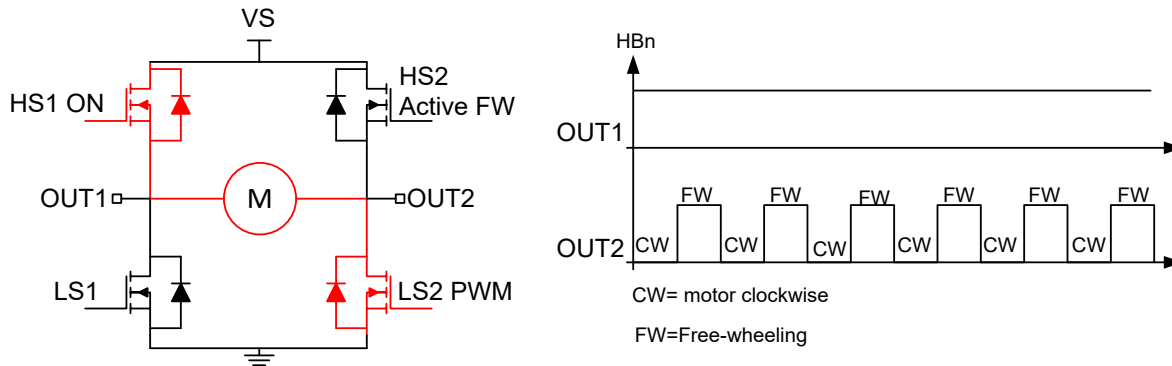 VS
HS1 ON
HS2
Active FW
OUT1
M
OUT2
LS1
LS2 PWM
HBn
OUT1
FW FW FW FW FW FW
OUT2
CW CW CW CW CW CW
CW= motor clockwise
FW=Free-wheeling